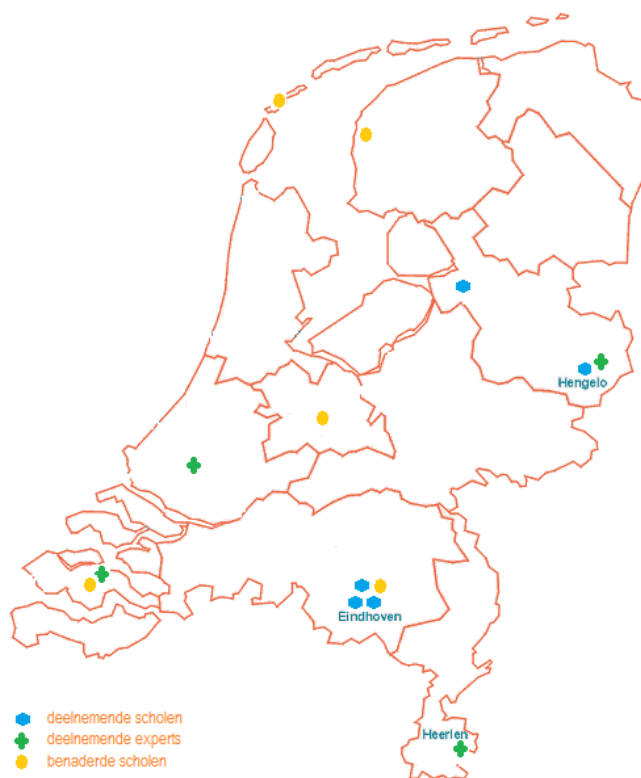 Hengelo
Eindhoven
Heerlen
deelnemende scholen
deelnemende experts
benaderde scholen